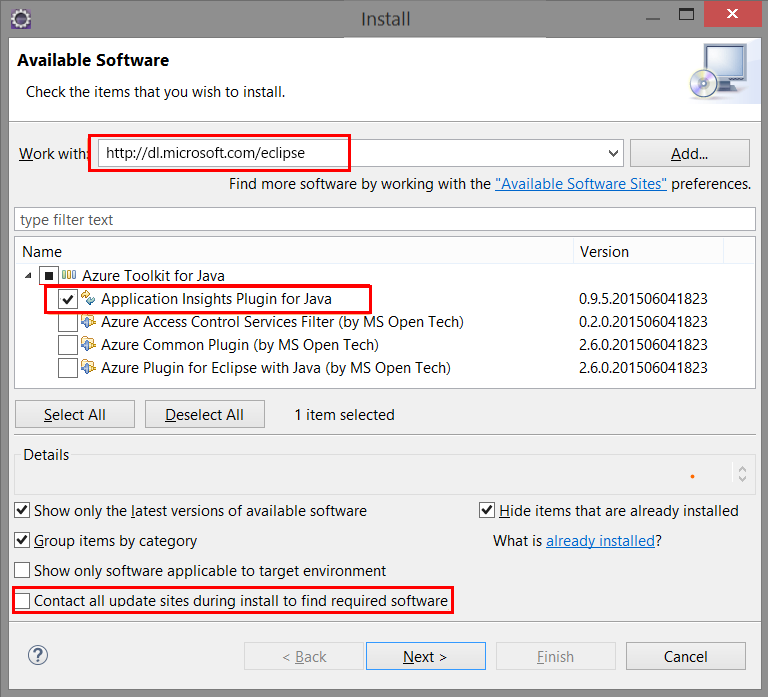 Install
Available Software
Check the items that you wish to install.
Work with: http://dl.microsoft.com/eclipse Add...
Find more software by working with the "Available Software Sites" preferences.
type filter text
Name Version
Azure Toolkit for Java
Application Insights Plugin for Java 0.9.5.201506041823
Azure Access Control Services Filter (by MS Open Tech) 0.2.0.201506041823
Azure Common Plugin (by MS Open Tech) 2.6.0.201506041823
Azure Plugin for Eclipse with Java (by MS Open Tech) 2.6.0.201506041823
Select All Deselect All 1 item selected
Details
Show only the latest versions of available software Hide items that are already installed
Group items by category What is already installed?
Show only software applicable to target environment
Contact all update sites during install to find required software
? < Back Next > Finish Cancel